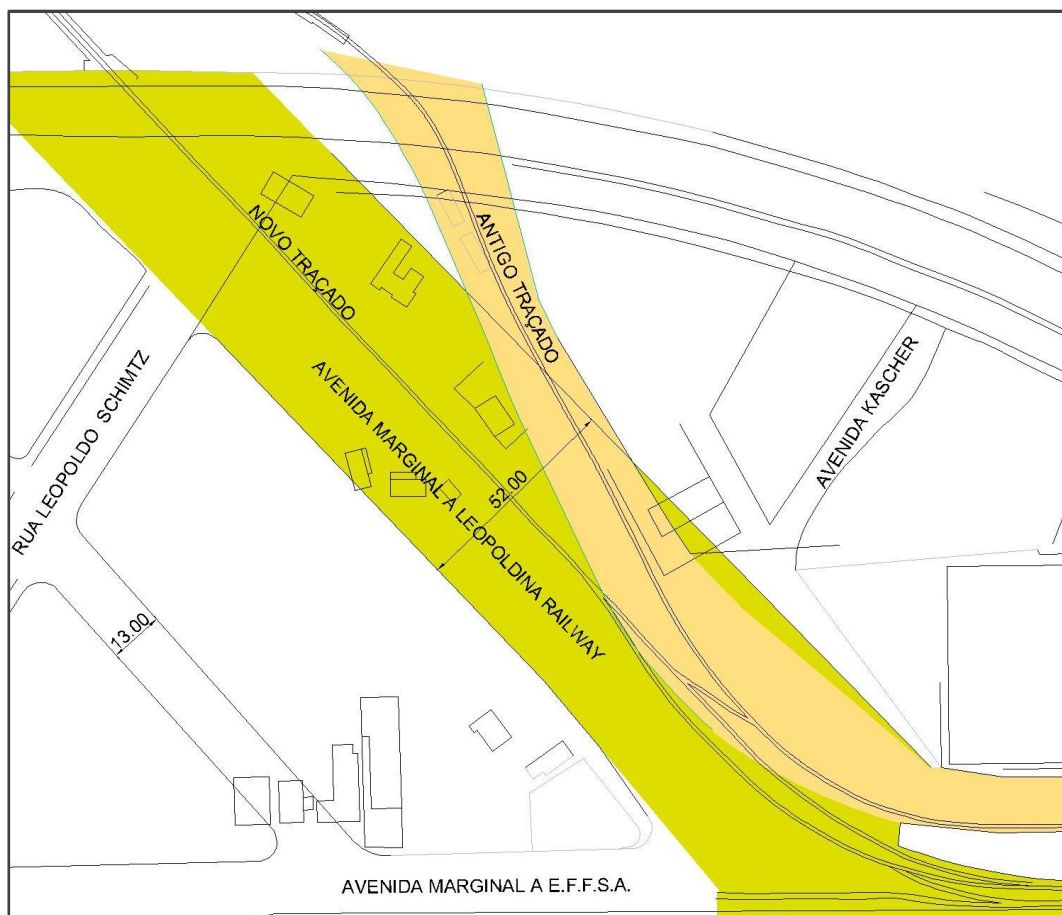 NOVO TRAÇADO
ANTIGO TRAÇADO
AVENIDA KASCHER
RUA LEOPOLDO SCHIMTZ
AVENIDA MARGINAL A LEOPOLDINA RAILWAY
52.00
13.00
AVENIDA MARGINAL A E.F.F.S.A.